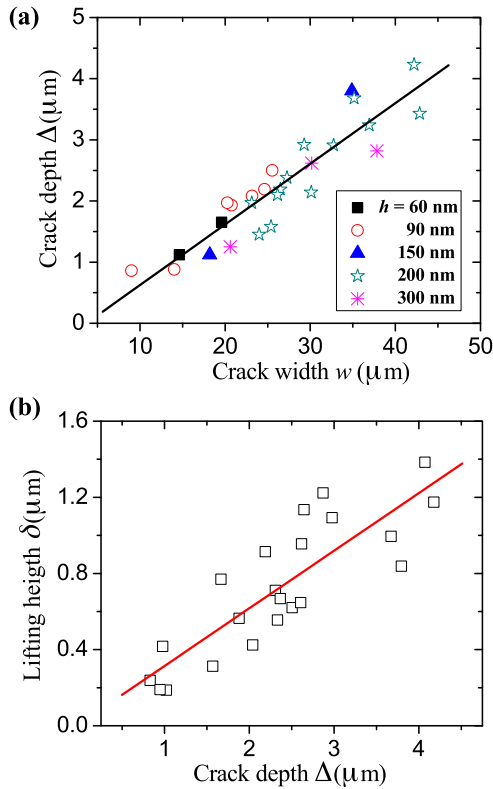 (a)
Crack depth Δ(μm)
5
4
3
2
1
0
h = 60 nm
90 nm
150 nm
200 nm
300 nm
10 20 30 40 50
Crack width w (μm)
(b)
Lifting heigth δ(μm)
1.6
1.2
0.8
0.4
0.0
1 2 3 4
Crack depth Δ(μm)